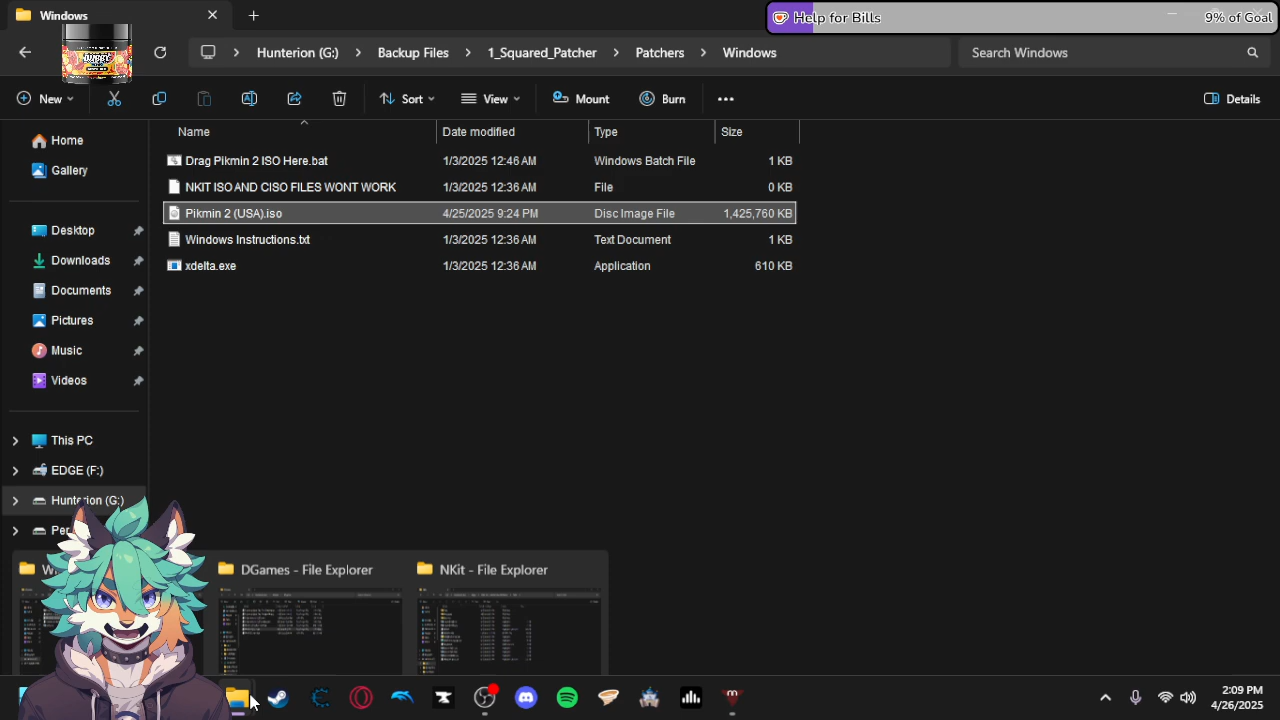 Windows
Help for Bills
9% of Goal
Hunterion (G:)
Backup Files
1_Square_Patcher
Patchers
Windows
Search Windows
New
Sort
View
Mount
Burn
Details
Name
Date modified
Type
Size
Home
Gallery
Desktop
Downloads
Documents
Pictures
Music
Videos
This PC
EDGE (F:)
Hunterion (G:)
Per
Drag Pikmin 2 ISO Here.bat 1/3/2025 12:46 AM Windows Batch File 1 KB
NKIT ISO AND CISO FILES WONT WORK 1/3/2025 12:36 AM File 0 KB
Pikmin 2 (USA).iso 4/25/2025 9:24 PM Disc Image File 1,425,760 KB
Windows Instructions.txt 1/3/2025 12:36 AM Text Document 1 KB
xdelta.exe 1/3/2025 12:36 AM Application 610 KB
DGames - File Explorer
NKit - File Explorer
2:09 PM
4/26/2025